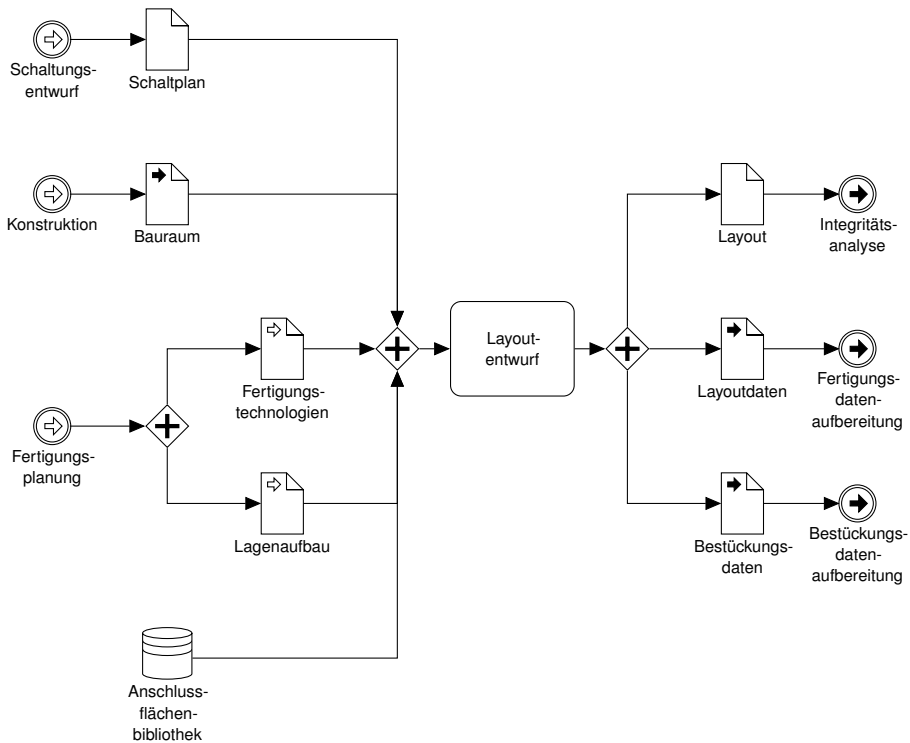 Schaltungs-
entwurf
Schaltplan
Konstruktion
Bauraum
Layout
Integritäts-
analyse
Layout-
entwurf
Fertigungs-
technologien
Layoutdaten
Fertigungs-
daten-
aufbereitung
Fertigungs-
planung
Lagenaufbau
Bestückungs-
daten
Bestückungs-
daten-
aufbereitung
Anschluss-
flächen-
bibliothek